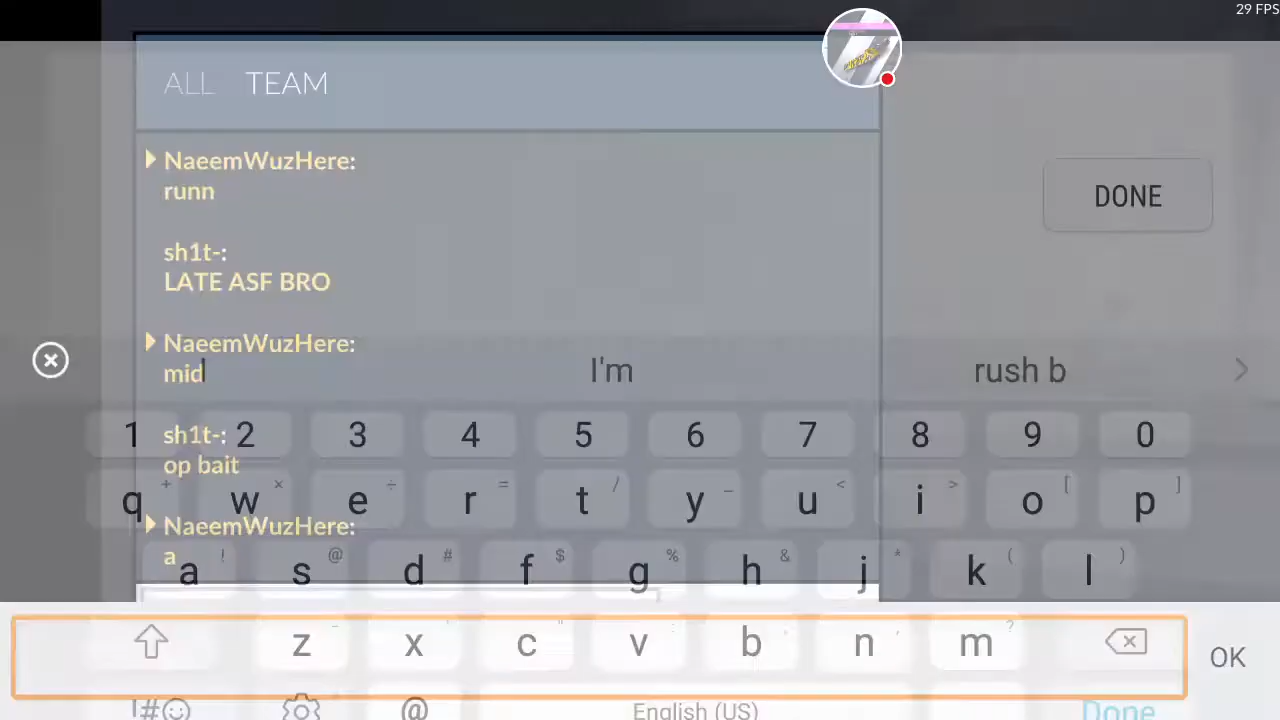 29 FPS
ALL TEAM
NaeemWuzHere:
runn
DONE
sh1t-:
LATE ASF BRO
NaeemWuzHere:
mid
I'm
rush b
1 2 3 4 5 6 7 8 9 0
sh1t-:
op bait
+ × ÷ = / _ < > [ ]
q w e r t y u i o p
NaeemWuzHere:
a
! @ # $ % & * ( )
a s d f g h j k l
- ' " : ; , ?
z x c v b n m
OK
!#☺ @ English (US) Done